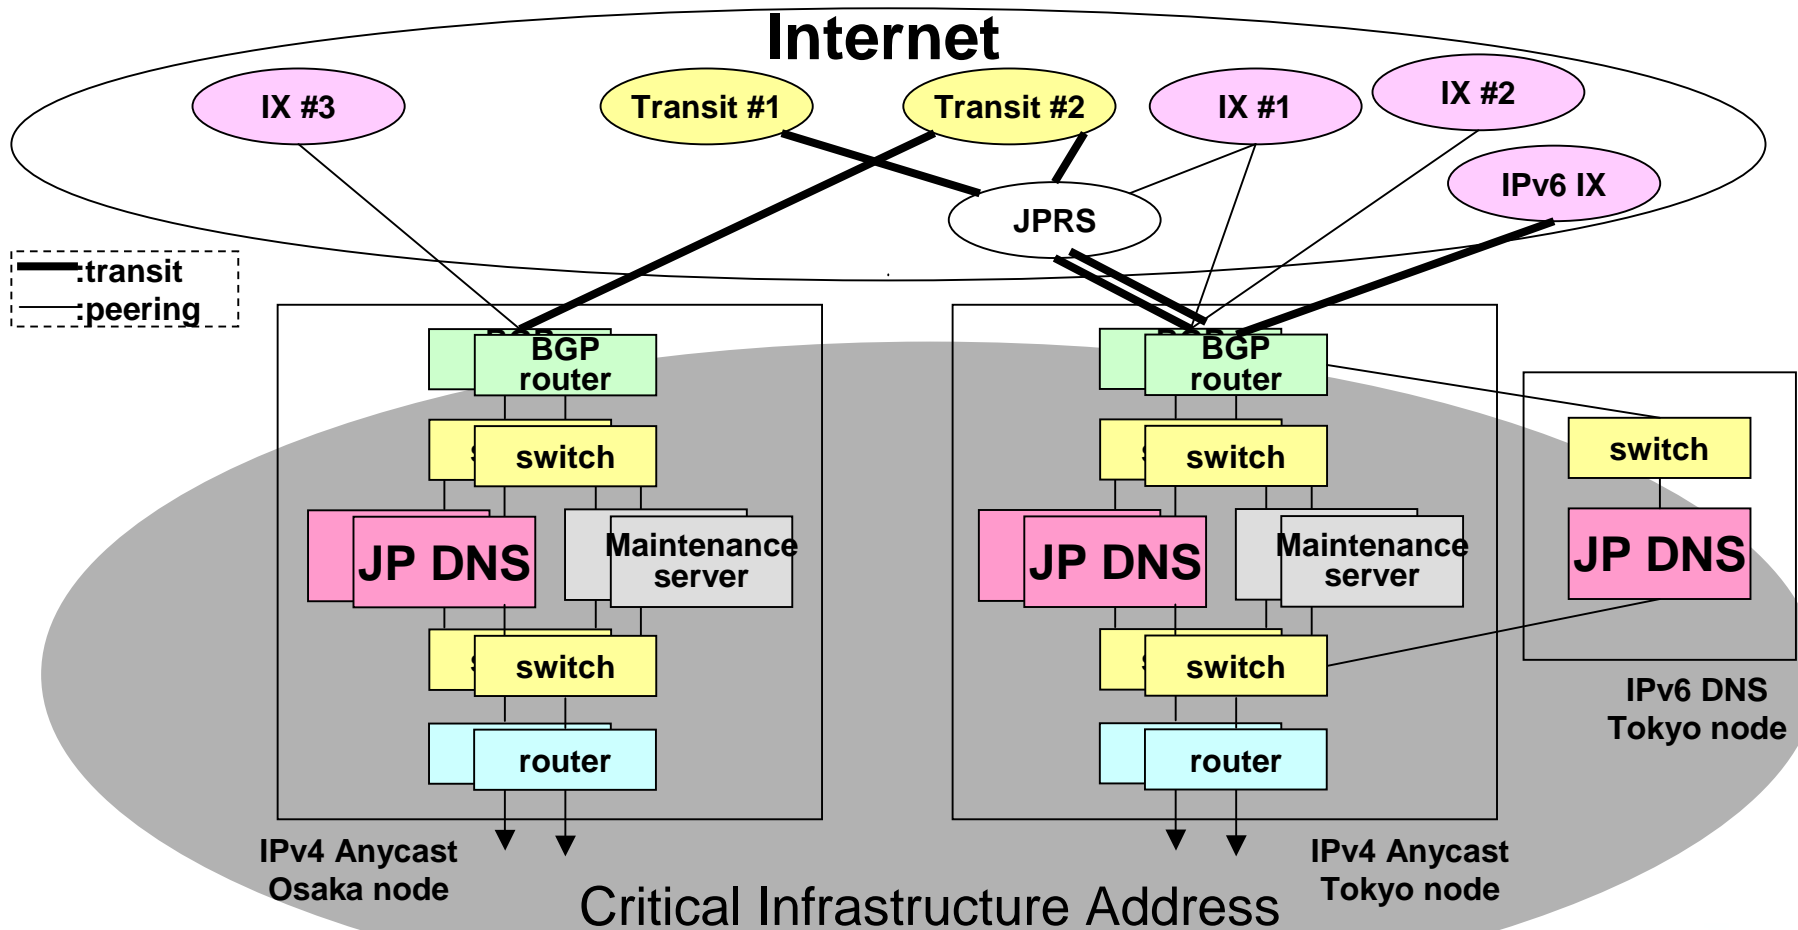 Internet
IX #3
Transit #1
Transit #2
IX #1
IX #2
IPv6 IX
JPRS
:transit
:peering
BGP
router
switch
JP DNS
Maintenance
server
switch
router
IPv4 Anycast
Osaka node
BGP
router
switch
JP DNS
Maintenance
server
switch
router
IPv4 Anycast
Tokyo node
switch
JP DNS
IPv6 DNS
Tokyo node
Critical Infrastructure Address